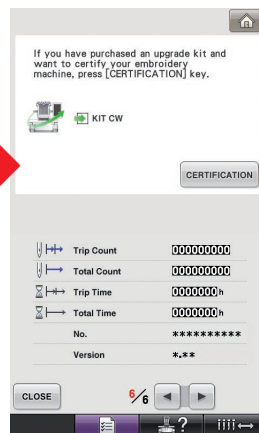 If you have purchased an upgrade kit and
want to certify your embroidery
machine, press [CERTIFICATION] key.
KIT CW
CERTIFICATION
Trip Count 000000000
Total Count 000000000
Trip Time 0000000h
Total Time 0000000h
No. **********
Version *.**
CLOSE 6/6
?